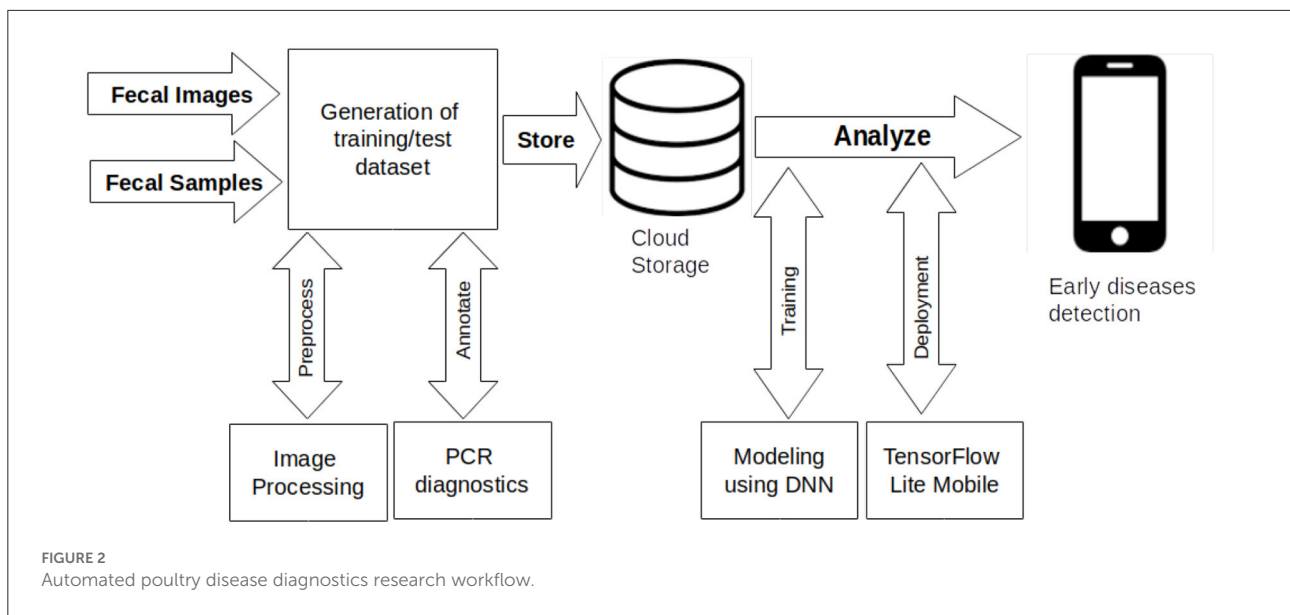 Fecal Images
Fecal Samples
Generation of
training/test
dataset
Store
Cloud
Storage
Analyze
Early diseases
detection
Preprocess
Annotate
Training
Deployment
Image
Processing
PCR
diagnostics
Modeling
using DNN
TensorFlow
Lite Mobile
FIGURE 2
Automated poultry disease diagnostics research workflow.